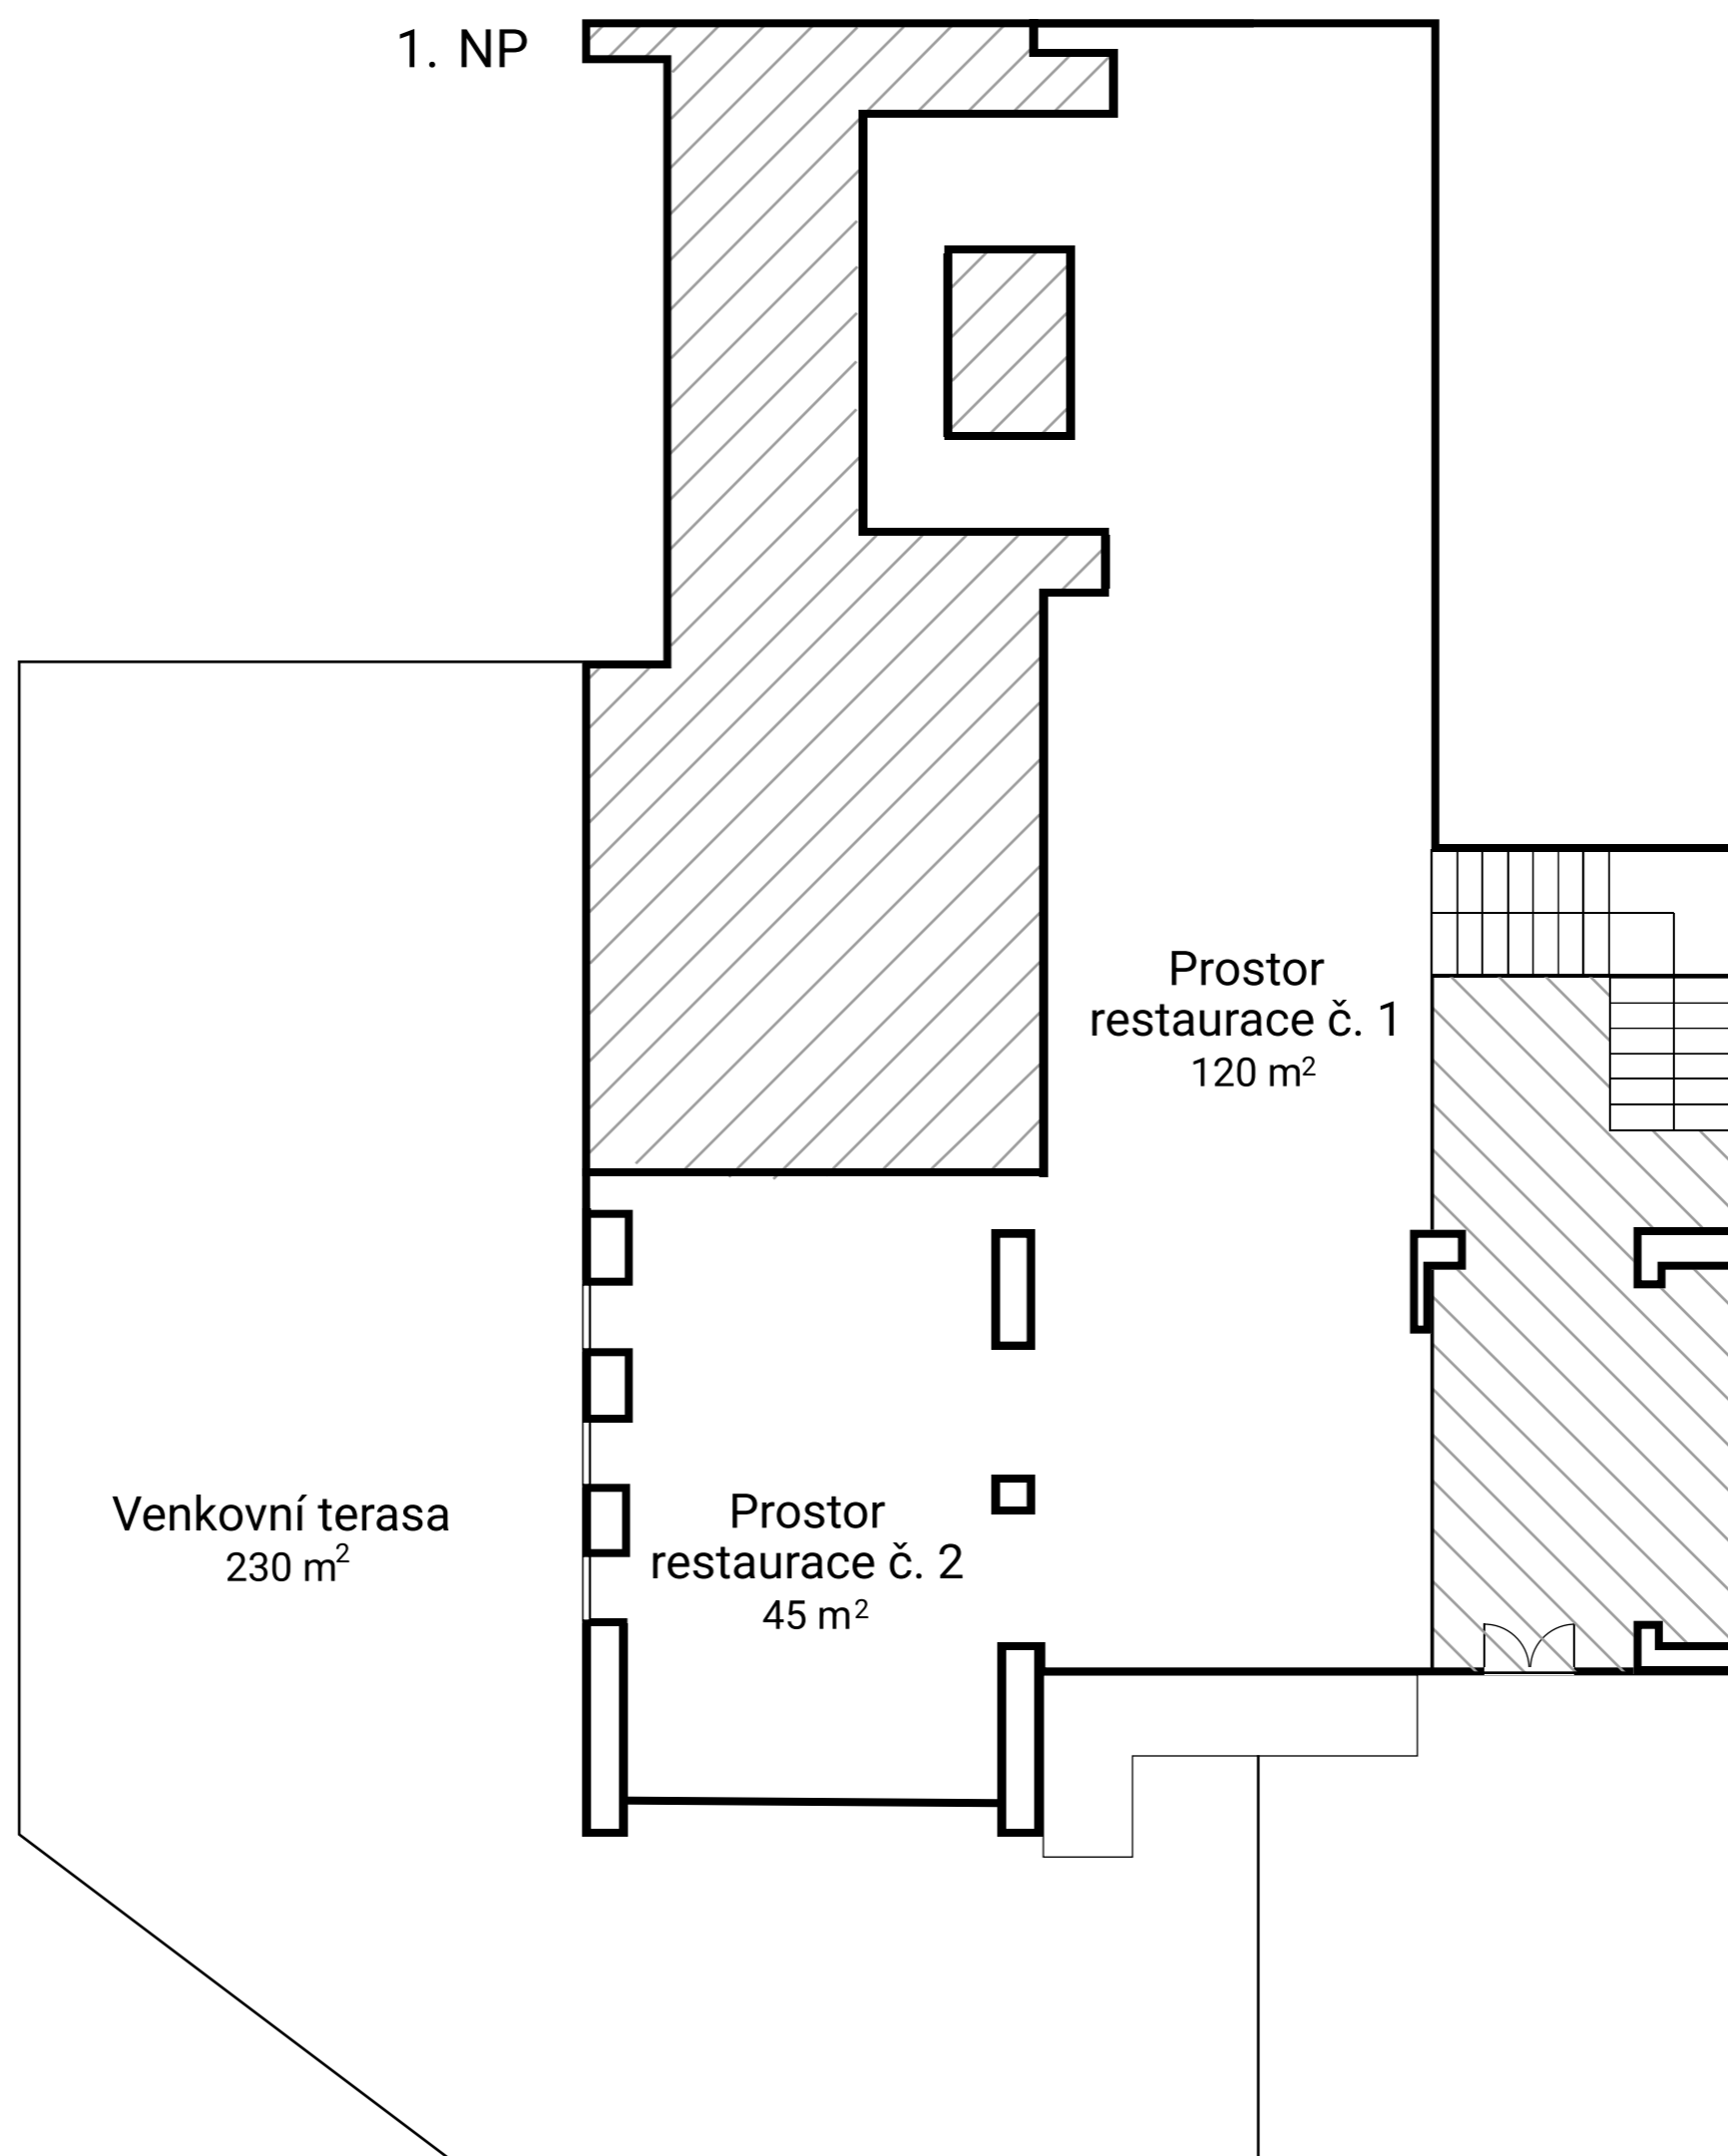 1. NP
Prostor
restaurace č. 1
120 m²
Venkovní terasa
230 m²
Prostor
restaurace č. 2
45 m²